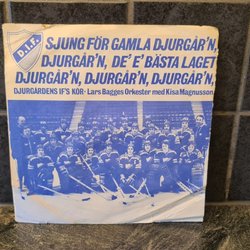 D.I.F.
SJUNG FÖR GAMLA DJURGÅR'N,
DJURGÅR'N, DE' E' BÄSTA LAGET
DJURGÅR'N, DJURGÅR'N, DJURGÅR'N,
DJURGÅRDENS IF'S KÖR · Lars Bagges Orkester med Kisa Magnusson